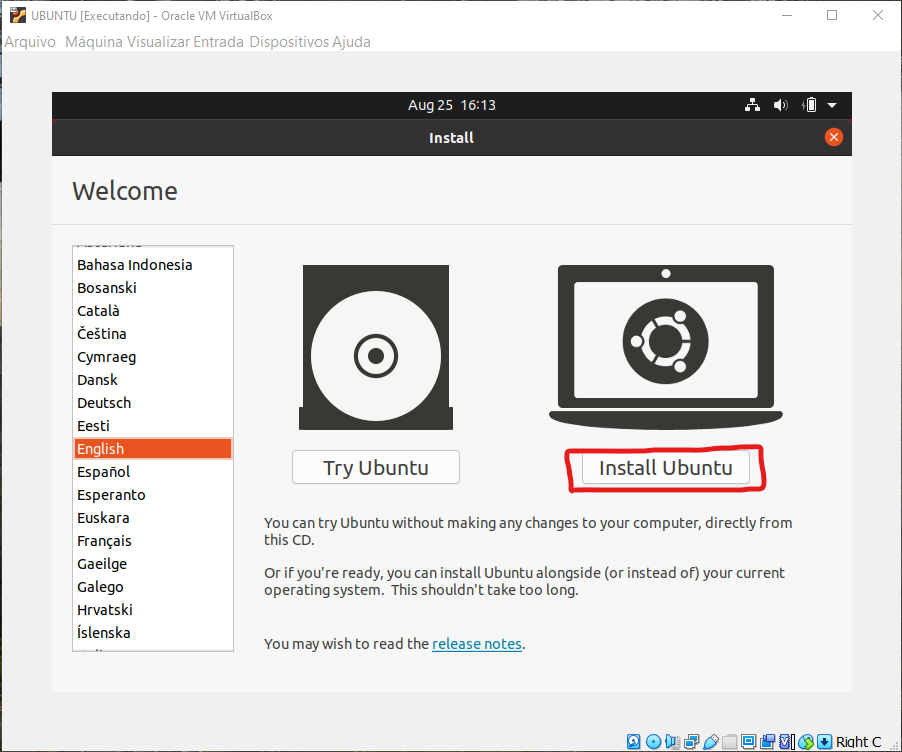 UBUNTU [Executando] - Oracle VM VirtualBox
Arquivo Máquina Visualizar Entrada Dispositivos Ajuda
Aug 25 16:13
Install
Welcome
Bahasa Indonesia
Bosanski
Català
Čeština
Cymraeg
Dansk
Deutsch
Eesti
English
Español
Esperanto
Euskara
Français
Gaeilge
Galego
Hrvatski
Íslenska
Try Ubuntu
Install Ubuntu
You can try Ubuntu without making any changes to your computer, directly from
this CD.
Or if you're ready, you can install Ubuntu alongside (or instead of) your current
operating system. This shouldn't take too long.
You may wish to read the release notes.
Right C